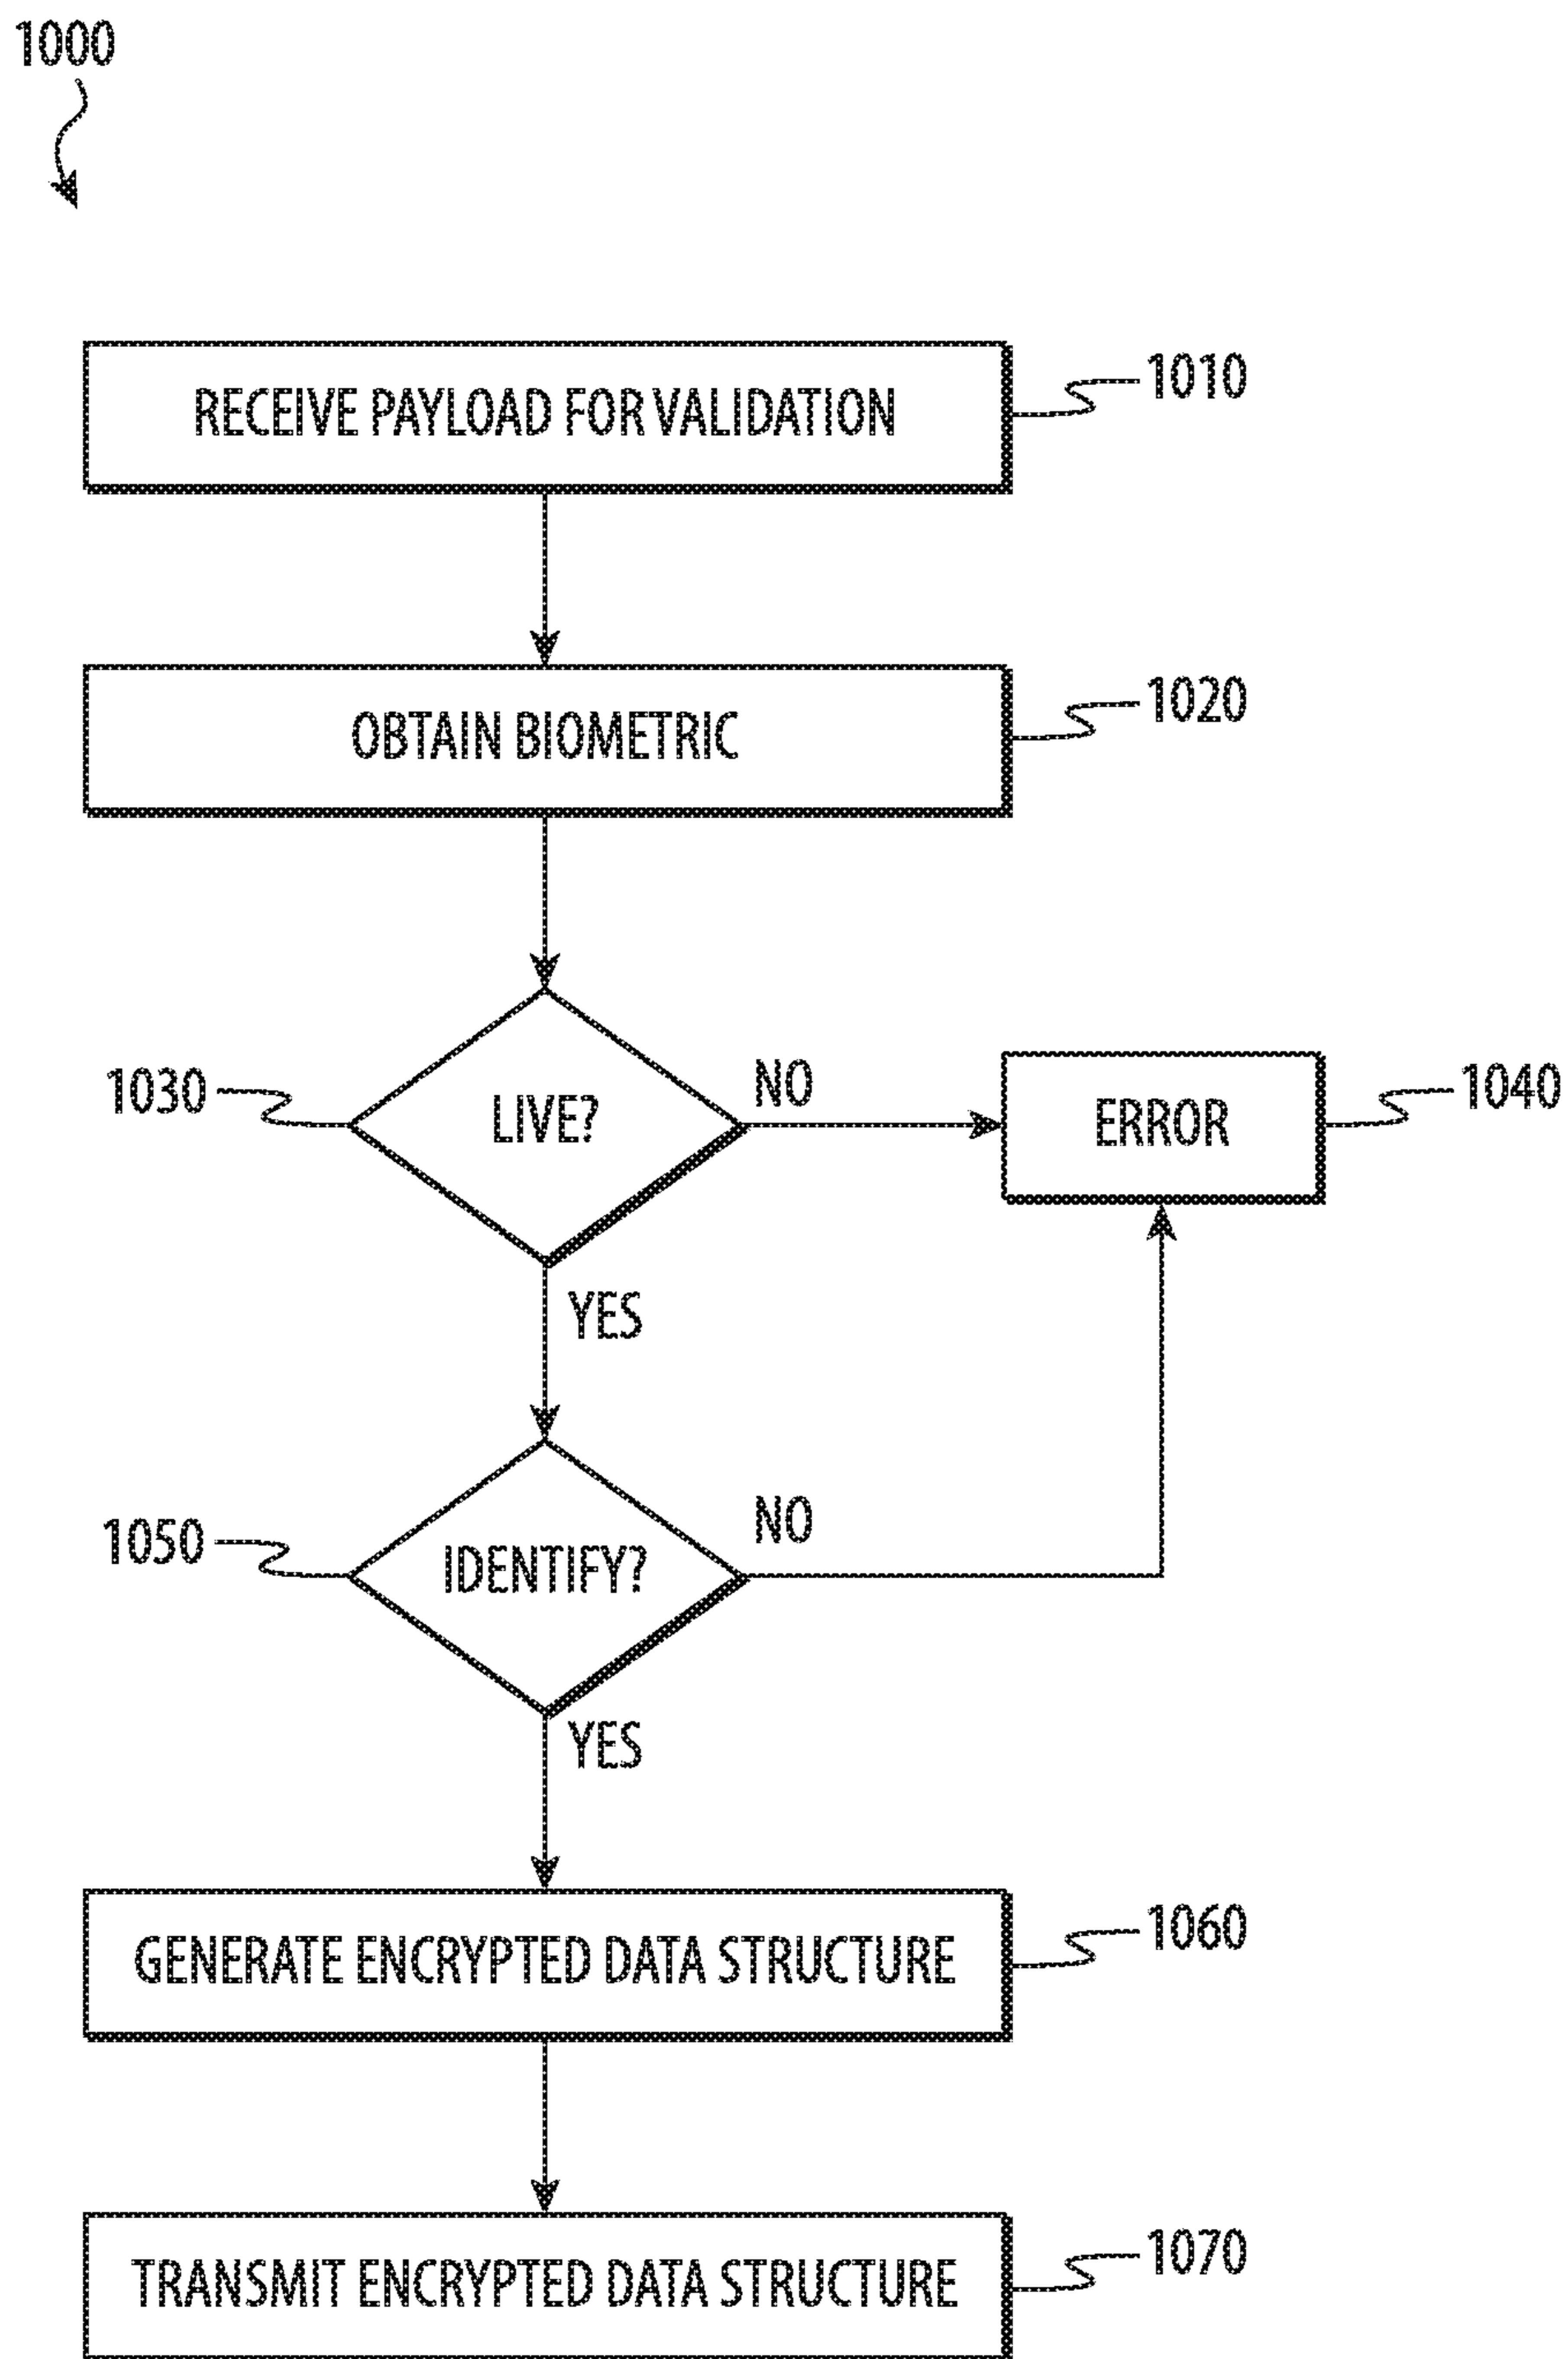 1000
RECEIVE PAYLOAD FOR VALIDATION
1010
OBTAIN BIOMETRIC
1020
1030
LIVE?
NO
ERROR
1040
YES
1050
IDENTIFY?
NO
YES
GENERATE ENCRYPTED DATA STRUCTURE
1060
TRANSMIT ENCRYPTED DATA STRUCTURE
1070